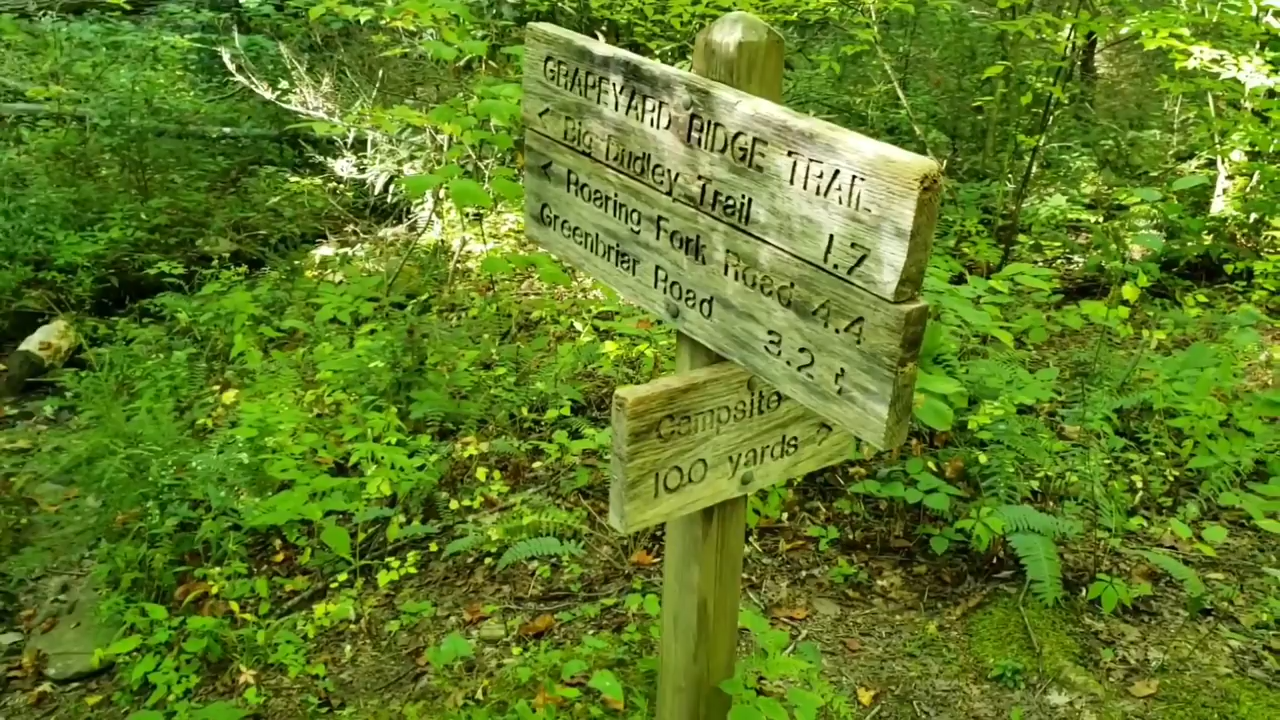 GRAPEYARD RIDGE TRAIL
< Big Dudley Trail 1.7
< Roaring Fork Road 4.4
Greenbriar Road 3.2
Campsite
100 yards >